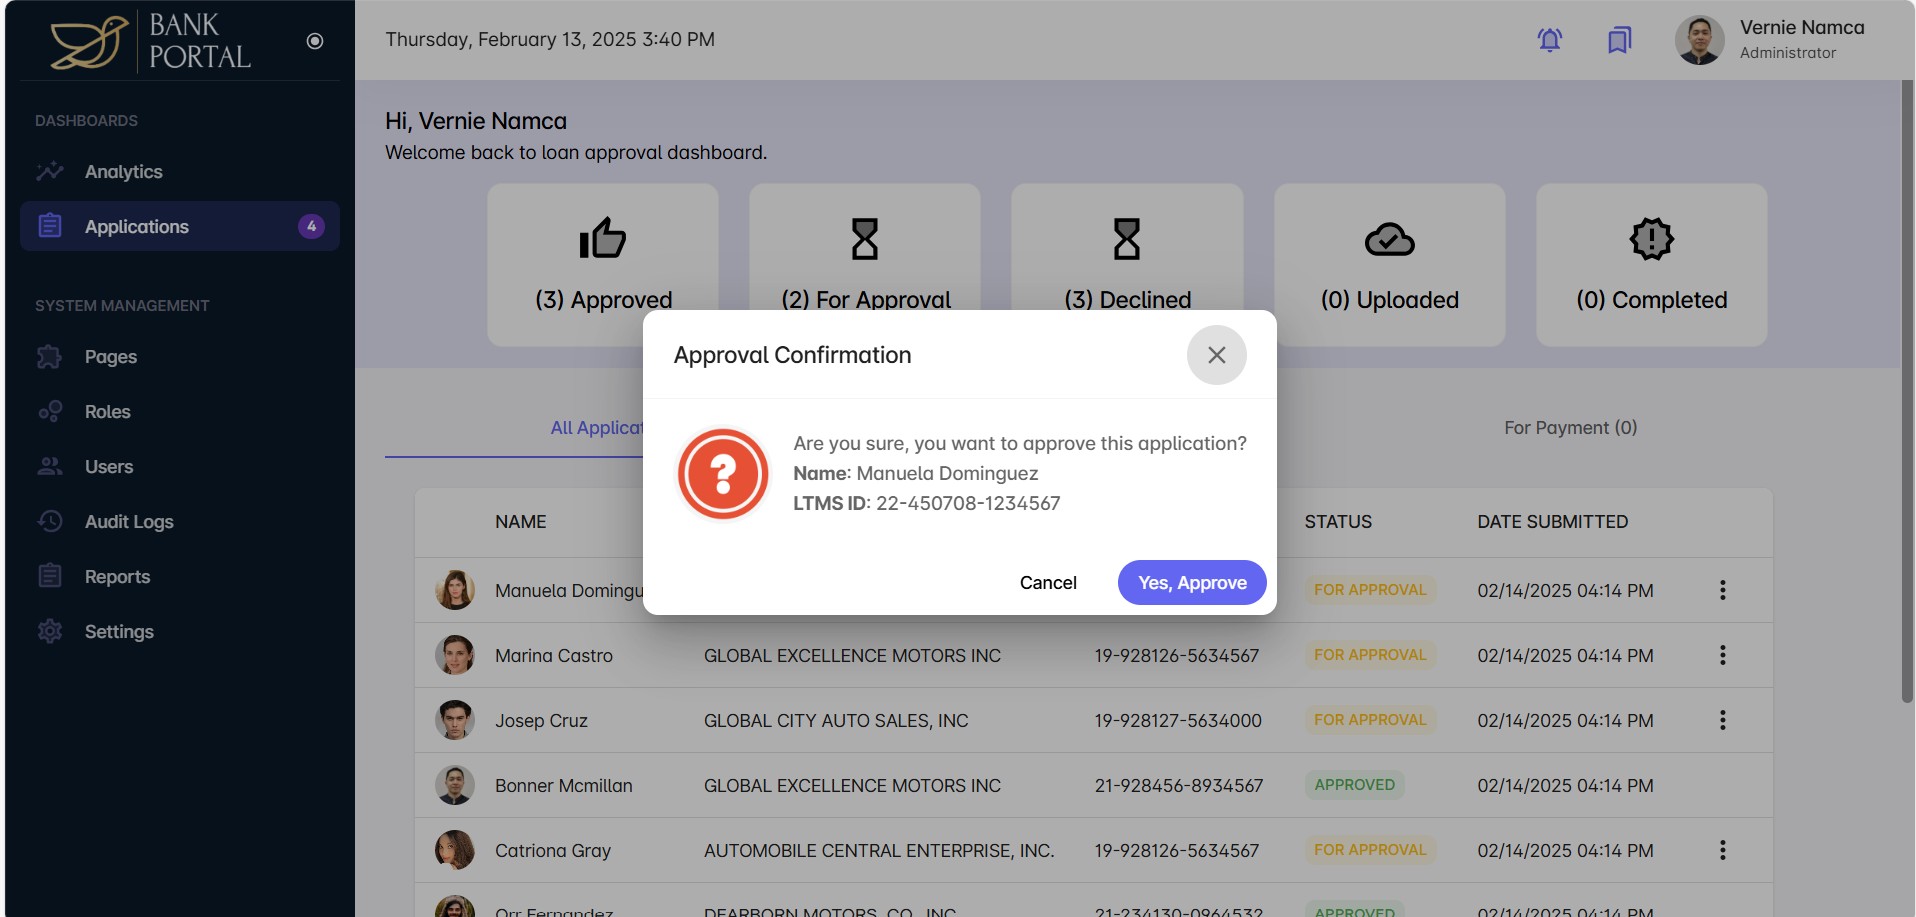 BANK
PORTAL
Thursday, February 13, 2025 3:40 PM
Vernie Namca
Administrator
DASHBOARDS
Analytics
Applications 4
SYSTEM MANAGEMENT
Pages
Roles
Users
Audit Logs
Reports
Settings
Hi, Vernie Namca
Welcome back to loan approval dashboard.
(3) Approved
(2) For Approval
(3) Declined
(0) Uploaded
(0) Completed
All Applicat
For Payment (0)
Approval Confirmation
Are you sure, you want to approve this application?
Name: Manuela Dominguez
LTMS ID: 22-450708-1234567
Cancel
Yes, Approve
NAME STATUS DATE SUBMITTED
Manuela Domingu FOR APPROVAL 02/14/2025 04:14 PM
Marina Castro GLOBAL EXCELLENCE MOTORS INC 19-928126-5634567 FOR APPROVAL 02/14/2025 04:14 PM
Josep Cruz GLOBAL CITY AUTO SALES, INC 19-928127-5634000 FOR APPROVAL 02/14/2025 04:14 PM
Bonner Mcmillan GLOBAL EXCELLENCE MOTORS INC 21-928456-8934567 APPROVED 02/14/2025 04:14 PM
Catriona Gray AUTOMOBILE CENTRAL ENTERPRISE, INC. 19-928126-5634567 FOR APPROVAL 02/14/2025 04:14 PM
Orr Fernandez DEARBORN MOTORS, CO., INC. 21-234130-0964532 APPROVED 02/14/2025 04:14 PM